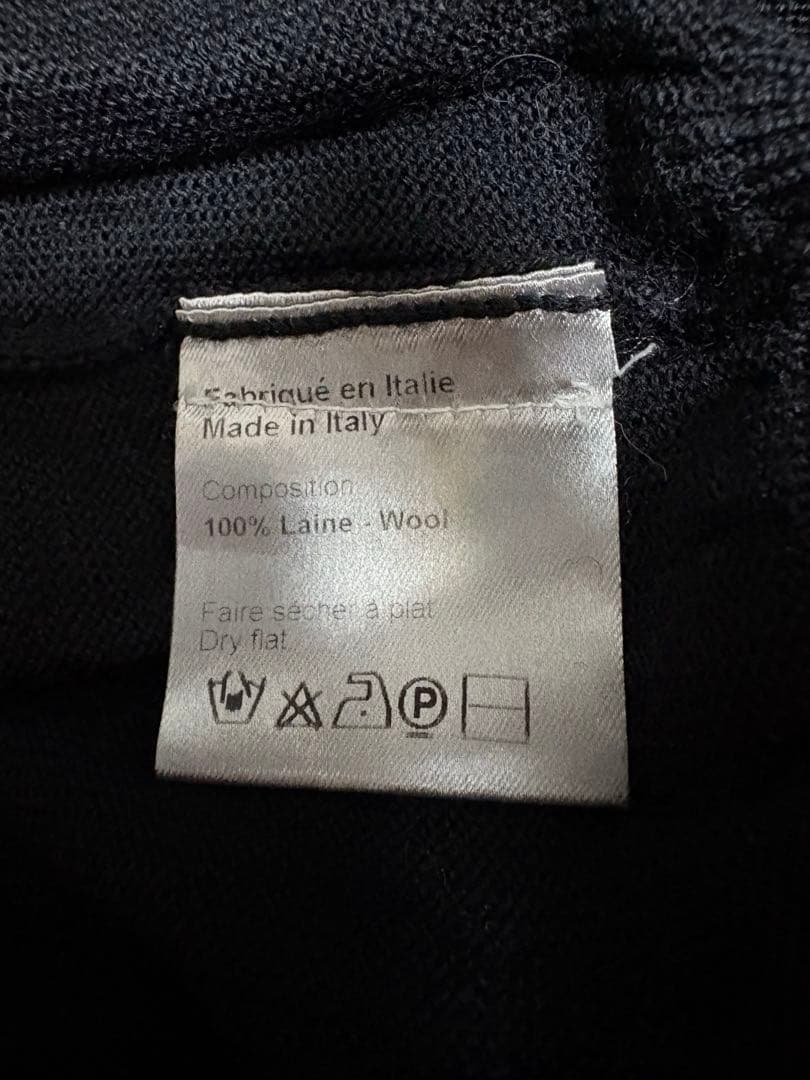 Fabriqué en Italie
Made in Italy
Composition
100% Laine - Wool
Faire sécher à plat
Dry flat
P